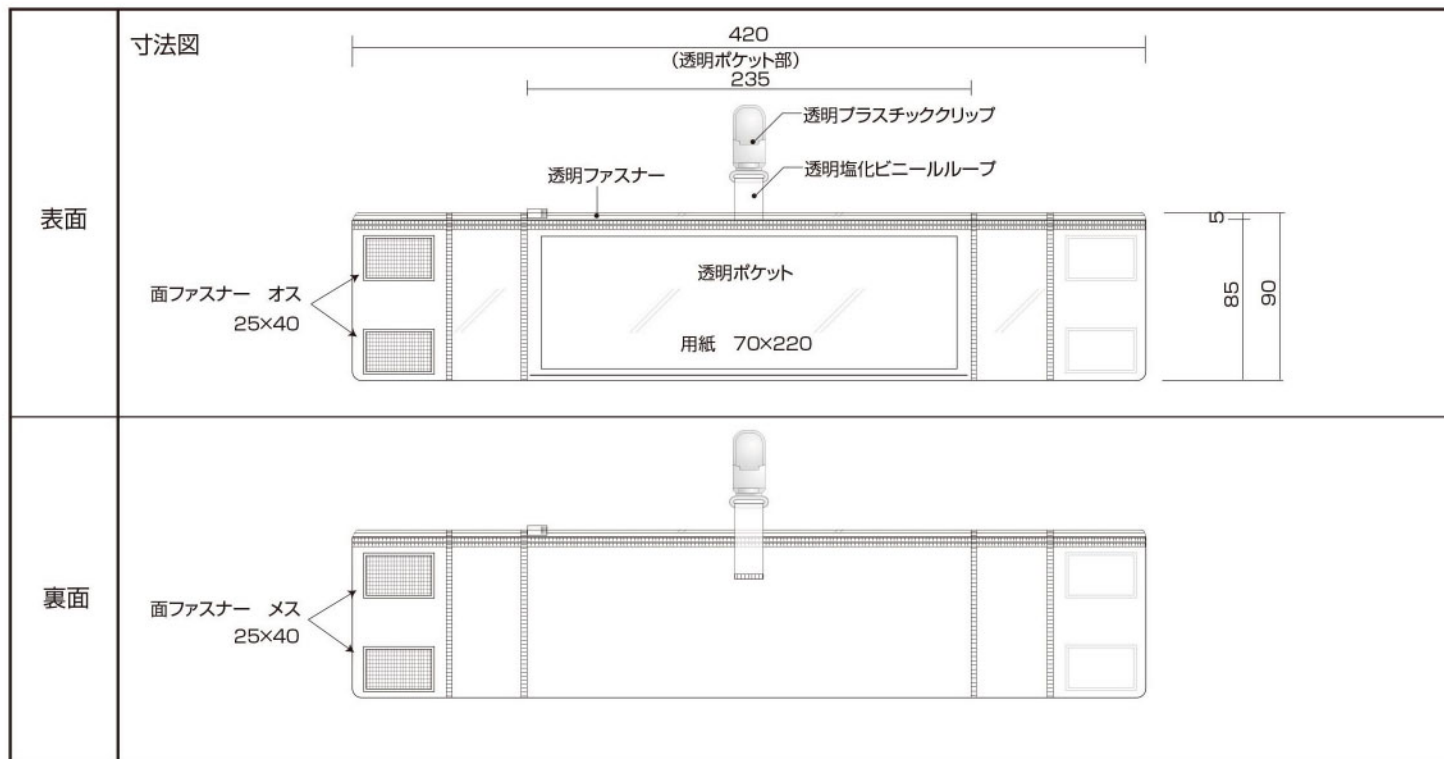 寸法図
420
(透明ポケット部)
235
透明プラスチッククリップ
透明塩化ビニールループ
透明ファスナー
表面
5
85
90
透明ポケット
面ファスナー オス
25×40
用紙 70×220
裏面
面ファスナー メス
25×40